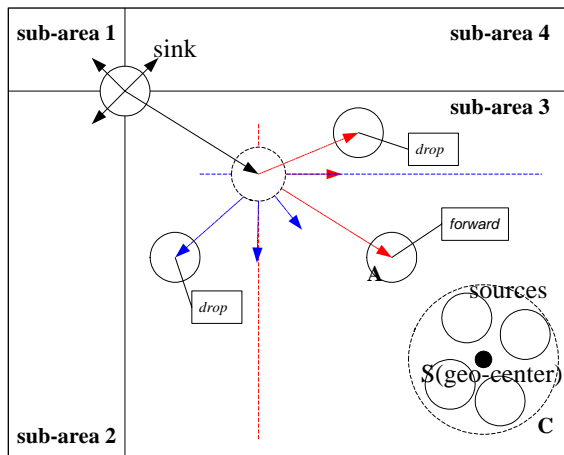 sub-area 1
sub-area 4
sink
sub-area 3
drop
forward
A
sources
drop
S(geo-center)
C
sub-area 2